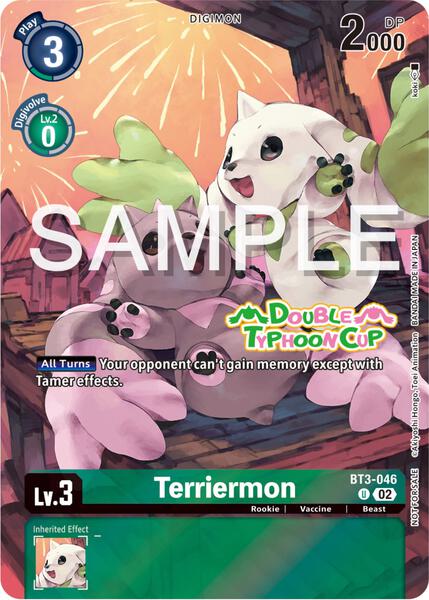 DIGIMON
Play
3
DP
2000
Digivolve
Lv.2
0
koki
SAMPLE
DOUBLE
TYPHOON CUP
All Turns Your opponent can't gain memory except with
Tamer effects.
NOT FOR SALE ©Akiyoshi Hongo, Toei Animation BANDAI MADE IN JAPAN
Lv.3
Terriermon
BT3-046
U 02
Rookie | Vaccine | Beast
Inherited Effect
-